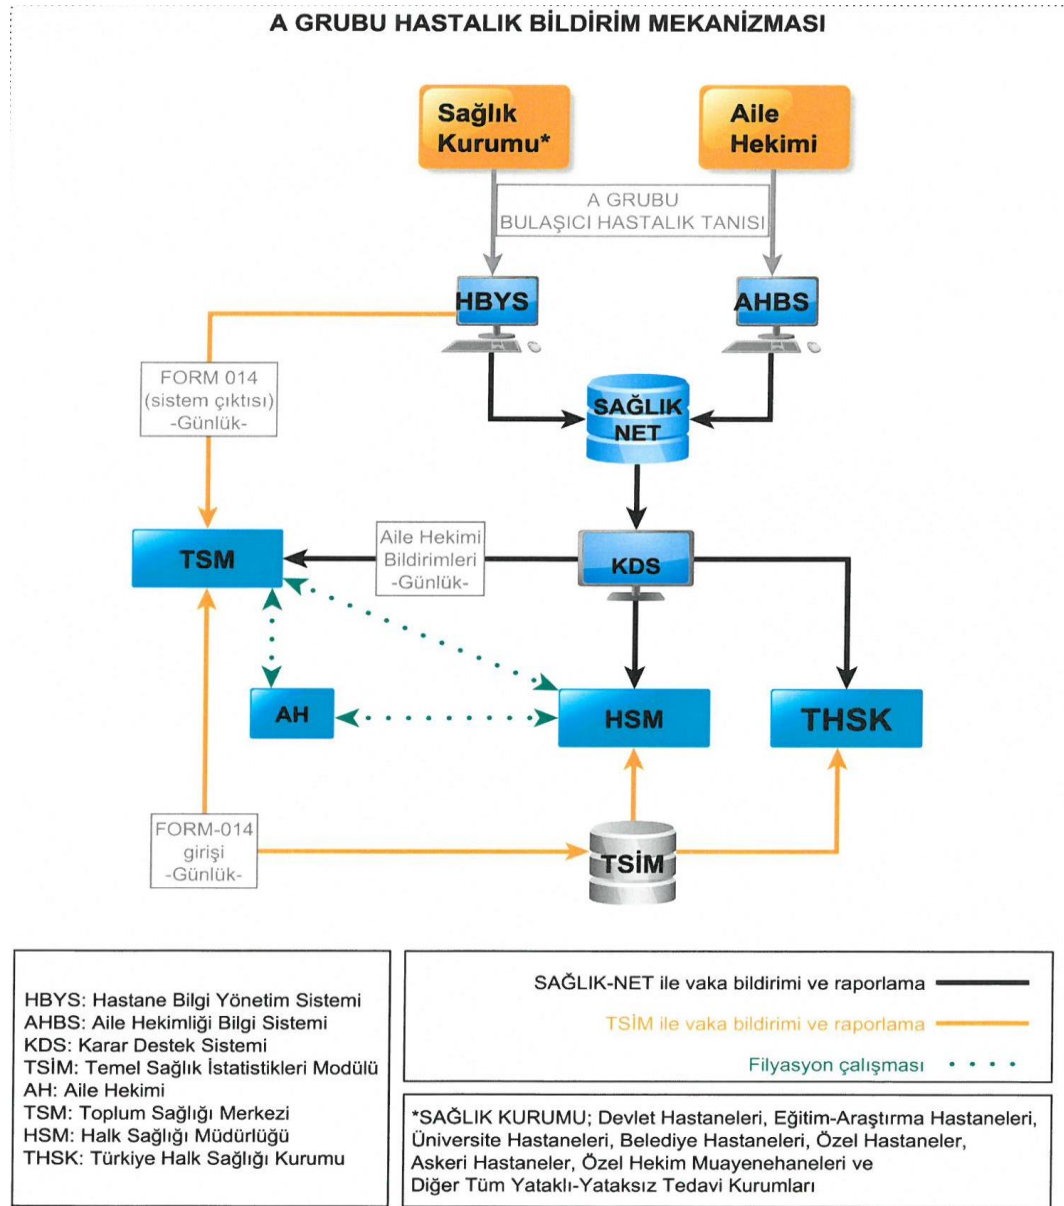 A GRUBU HASTALIK BİLDİRİM MEKANİZMASI
Sağlık
Kurumu*
Aile
Hekimi
A GRUBU
BULAŞICI HASTALIK TANISI
HBYS
AHBS
FORM 014
(sistem çıktısı)
-Günlük-
SAĞLIK
NET
TSM
Aile Hekimi
Bildirimleri
-Günlük-
KDS
AH
HSM
THSK
FORM-014
girişi
-Günlük-
TSİM
HBYS: Hastane Bilgi Yönetim Sistemi
AHBS: Aile Hekimliği Bilgi Sistemi
KDS: Karar Destek Sistemi
TSİM: Temel Sağlık İstatistikleri Modülü
AH: Aile Hekimi
TSM: Toplum Sağlığı Merkezi
HSM: Halk Sağlığı Müdürlüğü
THSK: Türkiye Halk Sağlığı Kurumu
SAĞLIK-NET ile vaka bildirimi ve raporlama
TSİM ile vaka bildirimi ve raporlama
Filyasyon çalışması
*SAĞLIK KURUMU; Devlet Hastaneleri, Eğitim-Araştırma Hastaneleri,
Üniversite Hastaneleri, Belediye Hastaneleri, Özel Hastaneler,
Askeri Hastaneler, Özel Hekim Muayenehaneleri ve
Diğer Tüm Yataklı-Yataksız Tedavi Kurumları